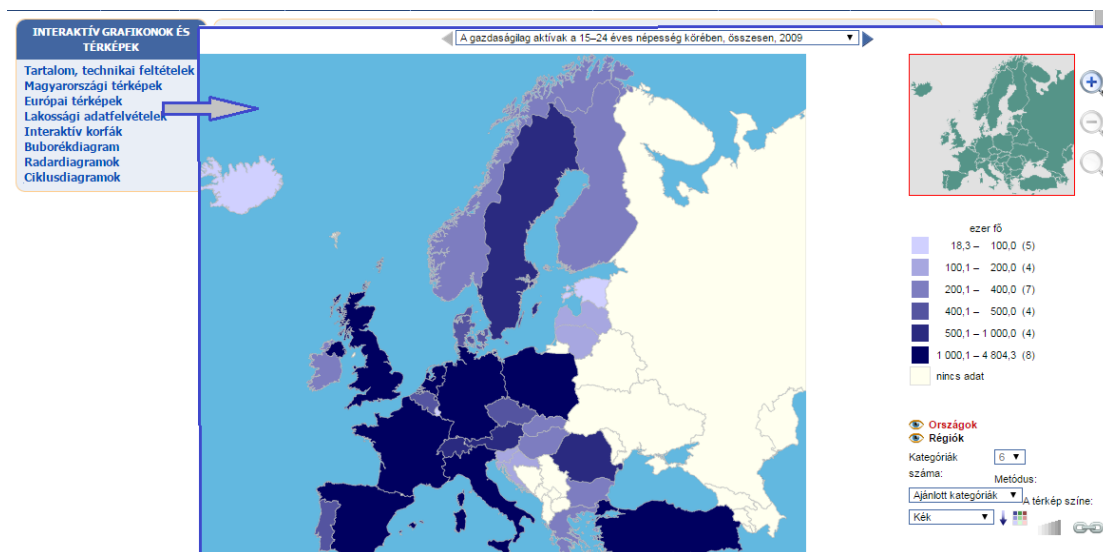 INTERAKTÍV GRAFIKONOK ÉS
TÉRKÉPEK
Tartalom, technikai feltételek
Magyarországi térképek
Európai térképek
Lakossági adatfelvételek
Interaktív korfák
Buborékdiagram
Radardiagramok
Ciklusdiagramok
A gazdaságilag aktívak a 15–24 éves népesség körében, összesen, 2009
ezer fő
18,3 – 100,0 (5)
100,1 – 200,0 (4)
200,1 – 400,0 (7)
400,1 – 500,0 (4)
500,1 – 1 000,0 (4)
1 000,1 – 4 804,3 (8)
nincs adat
Országok
Régiók
Kategóriák
száma:
6
Metódus:
Ajánlott kategóriák
A térkép színe:
Kék